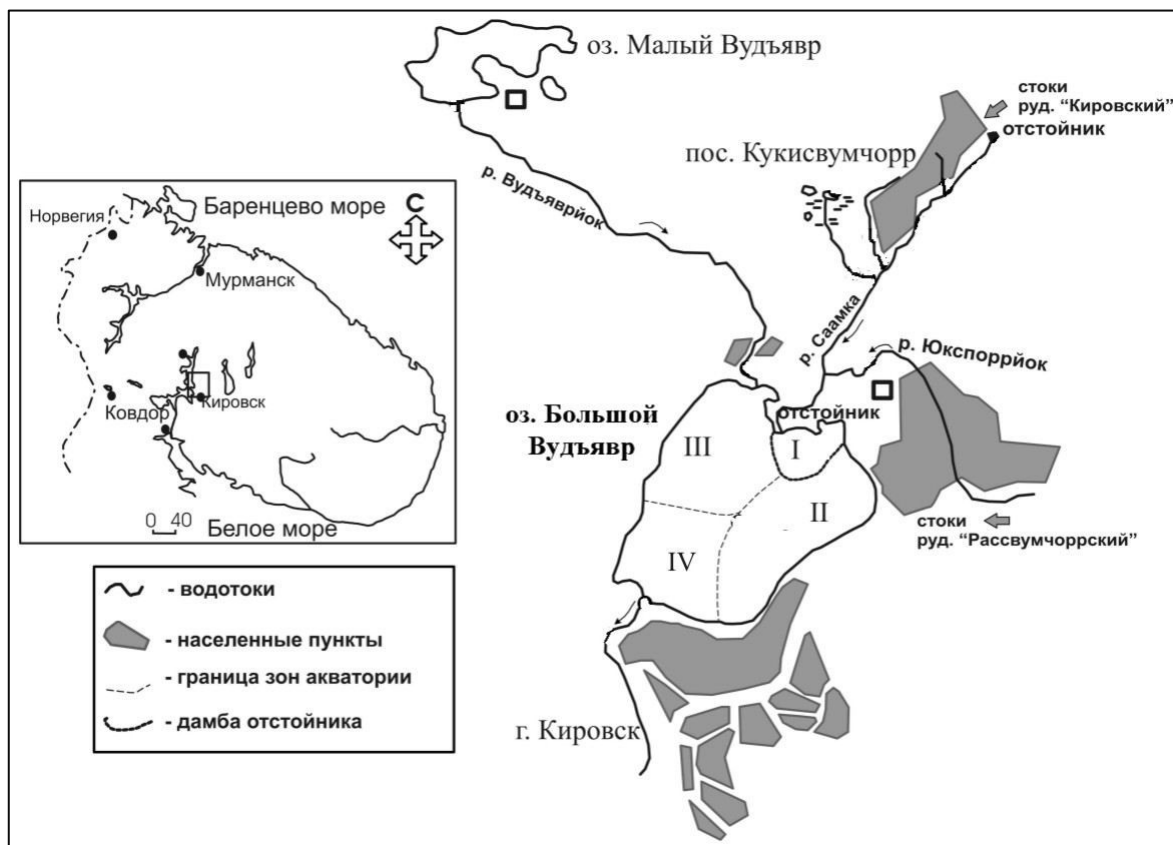 оз. Малый Вудъявр
стоки
руд. "Кировский"
отстойник
пос. Кукисвумчорр
р. Вудъяврйок
р. Саамка
р. Юкспоррйок
отстойник
оз. Большой
Вудъявр
I
II
III
IV
стоки
руд. "Рассвумчоррский"
г. Кировск
Норвегия
Баренцево море
С
Мурманск
Ковдор
Кировск
0 40
Белое море
- водотоки
- населенные пункты
- граница зон акватории
- дамба отстойника